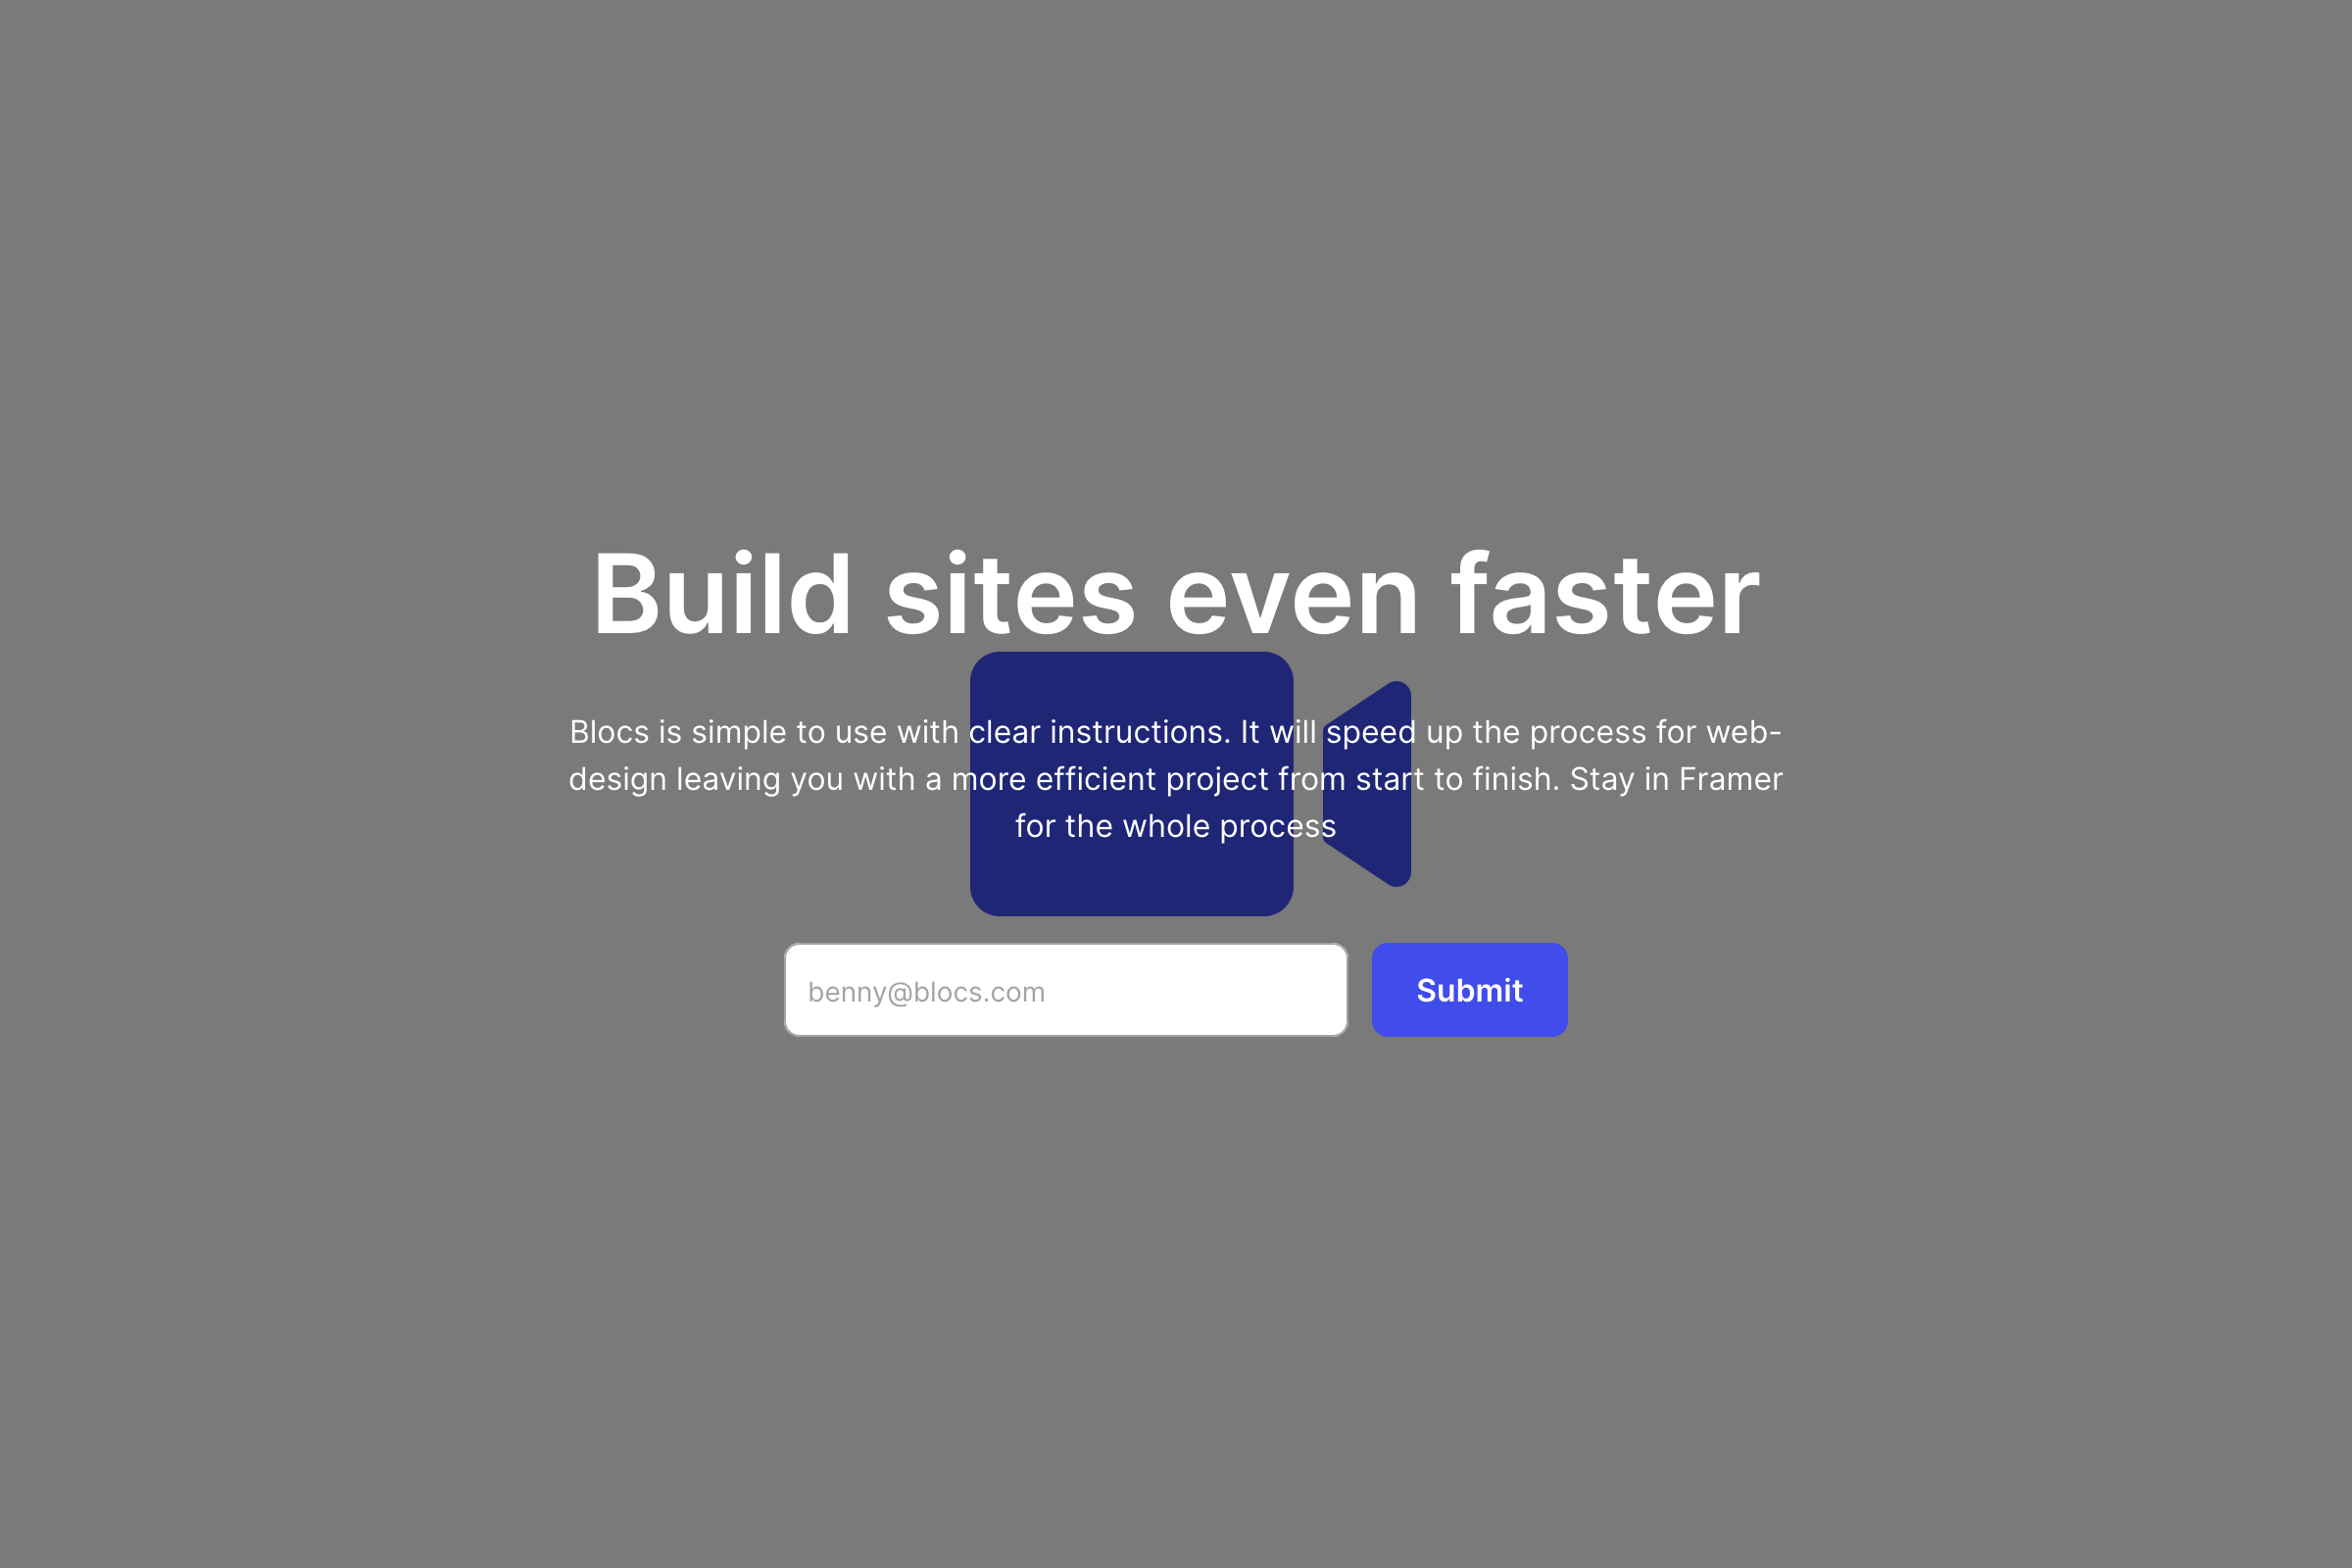 Build sites even faster
Blocs is simple to use with clear instructions. It will speed up the process for web-
design leaving you with a more efficient project from start to finish. Stay in Framer
for the whole process
benny@blocs.com
Submit